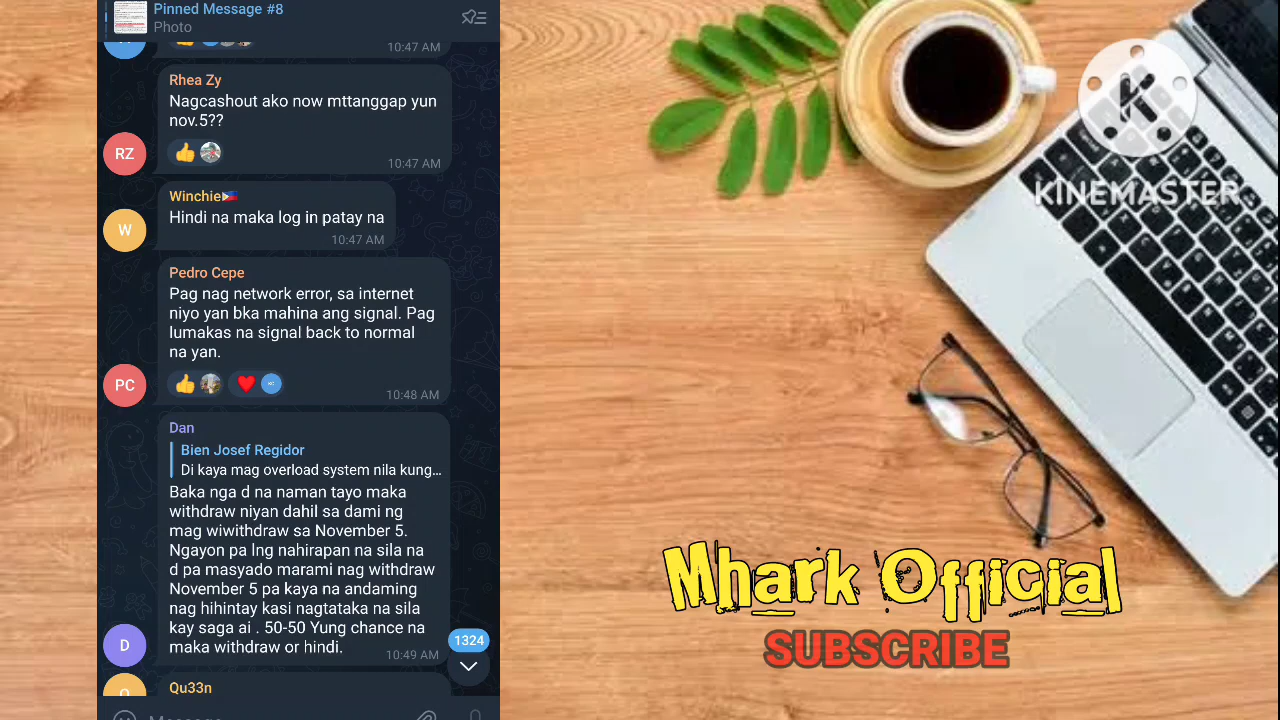 Pinned Message #8
Photo
10:47 AM
Rhea Zy
Nagcashout ako now mttanggap yun
nov.5??
RZ
10:47 AM
Winchie
Hindi na maka log in patay na
W
10:47 AM
Pedro Cepe
Pag nag network error, sa internet
niyo yan bka mahina ang signal. Pag
lumakas na signal back to normal
na yan.
PC
10:48 AM
Dan
Bien Josef Regidor
Di kaya mag overload system nila kung...
Baka nga d na naman tayo maka
withdraw niyan dahil sa dami ng
mag wiwithdraw sa November 5.
Ngayon pa lng nahirapan na sila na
d pa masyado marami nag withdraw
November 5 pa kaya na andaming
nag hihintay kasi nagtataka na sila
kay saga ai . 50-50 Yung chance na
maka withdraw or hindi.
D
10:49 AM
1324
Qu33n
Message
K
KINEMASTER
Mhark Official
SUBSCRIBE